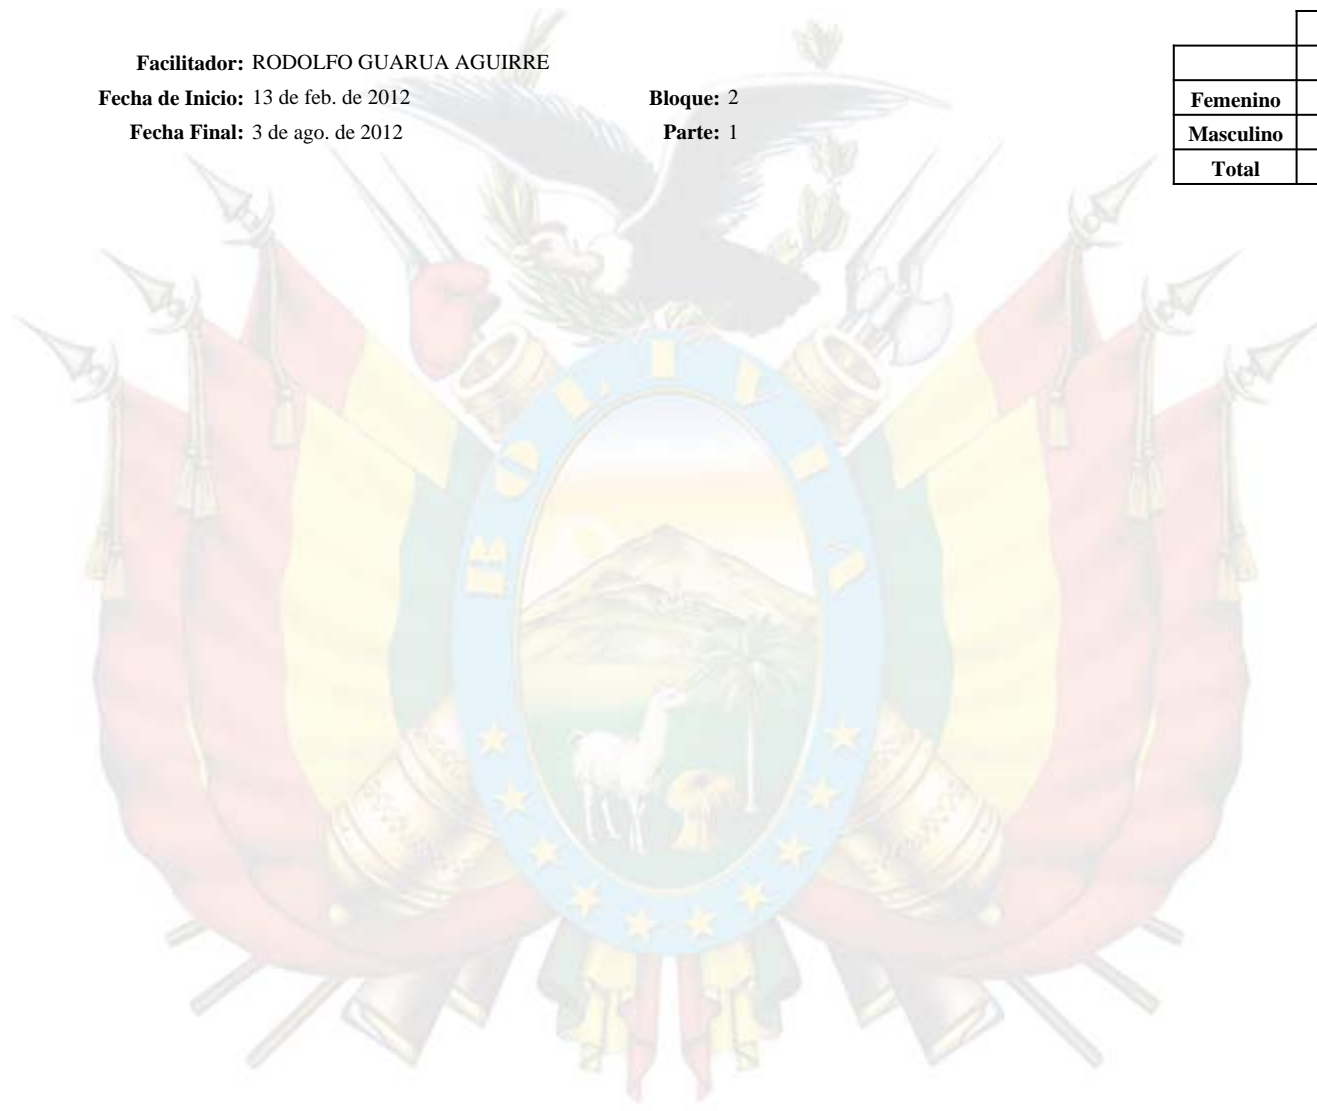 Facilitador: RODOLFO GUARUA AGUIRRE
Fecha de Inicio: 13 de feb. de 2012 Bloque: 2
Fecha Final: 3 de ago. de 2012 Parte: 1
Femenino
Masculino
Total
BOLIVIA